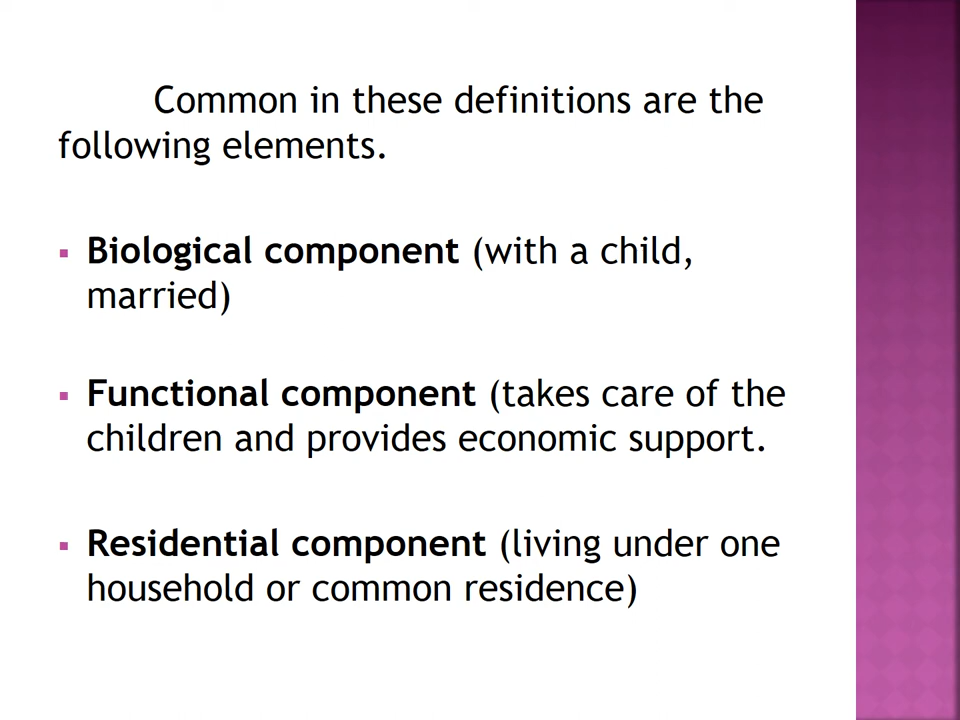 Common in these definitions are the
following elements.
Biological component (with a child,
married)
Functional component (takes care of the
children and provides economic support.
Residential component (living under one
household or common residence)